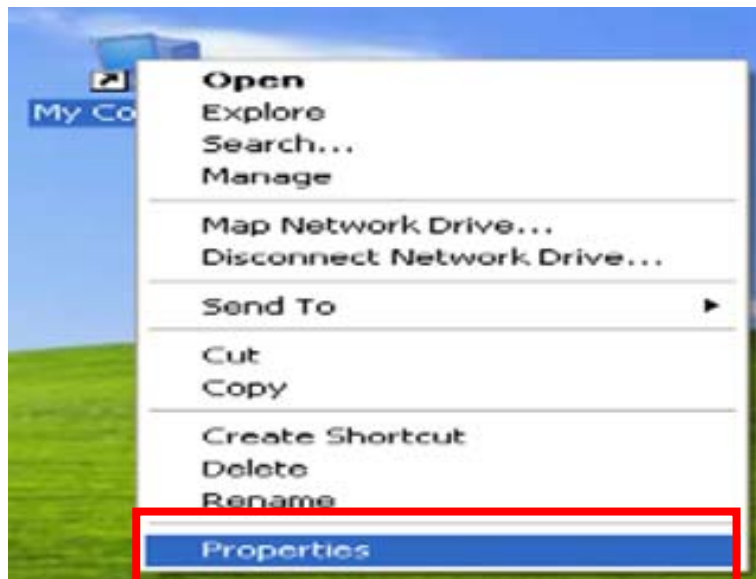 My Co
Open
Explore
Search...
Manage
Map Network Drive...
Disconnect Network Drive...
Send To
Cut
Copy
Create Shortcut
Delete
Rename
Properties